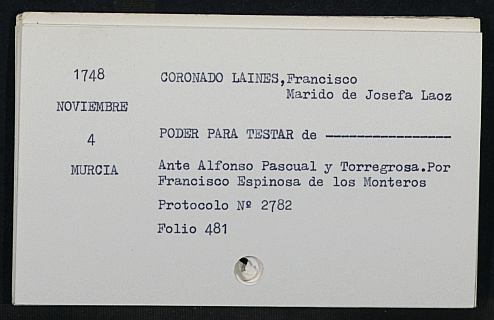 1748
NOVIEMBRE
4
MURCIA
CORONADO LAINES,Francisco
Marido de Josefa Laoz
PODER PARA TESTAR de -----------------
Ante Alfonso Pascual y Torregrosa.Por
Francisco Espinosa de los Monteros
Protocolo Nº 2782
Folio 481